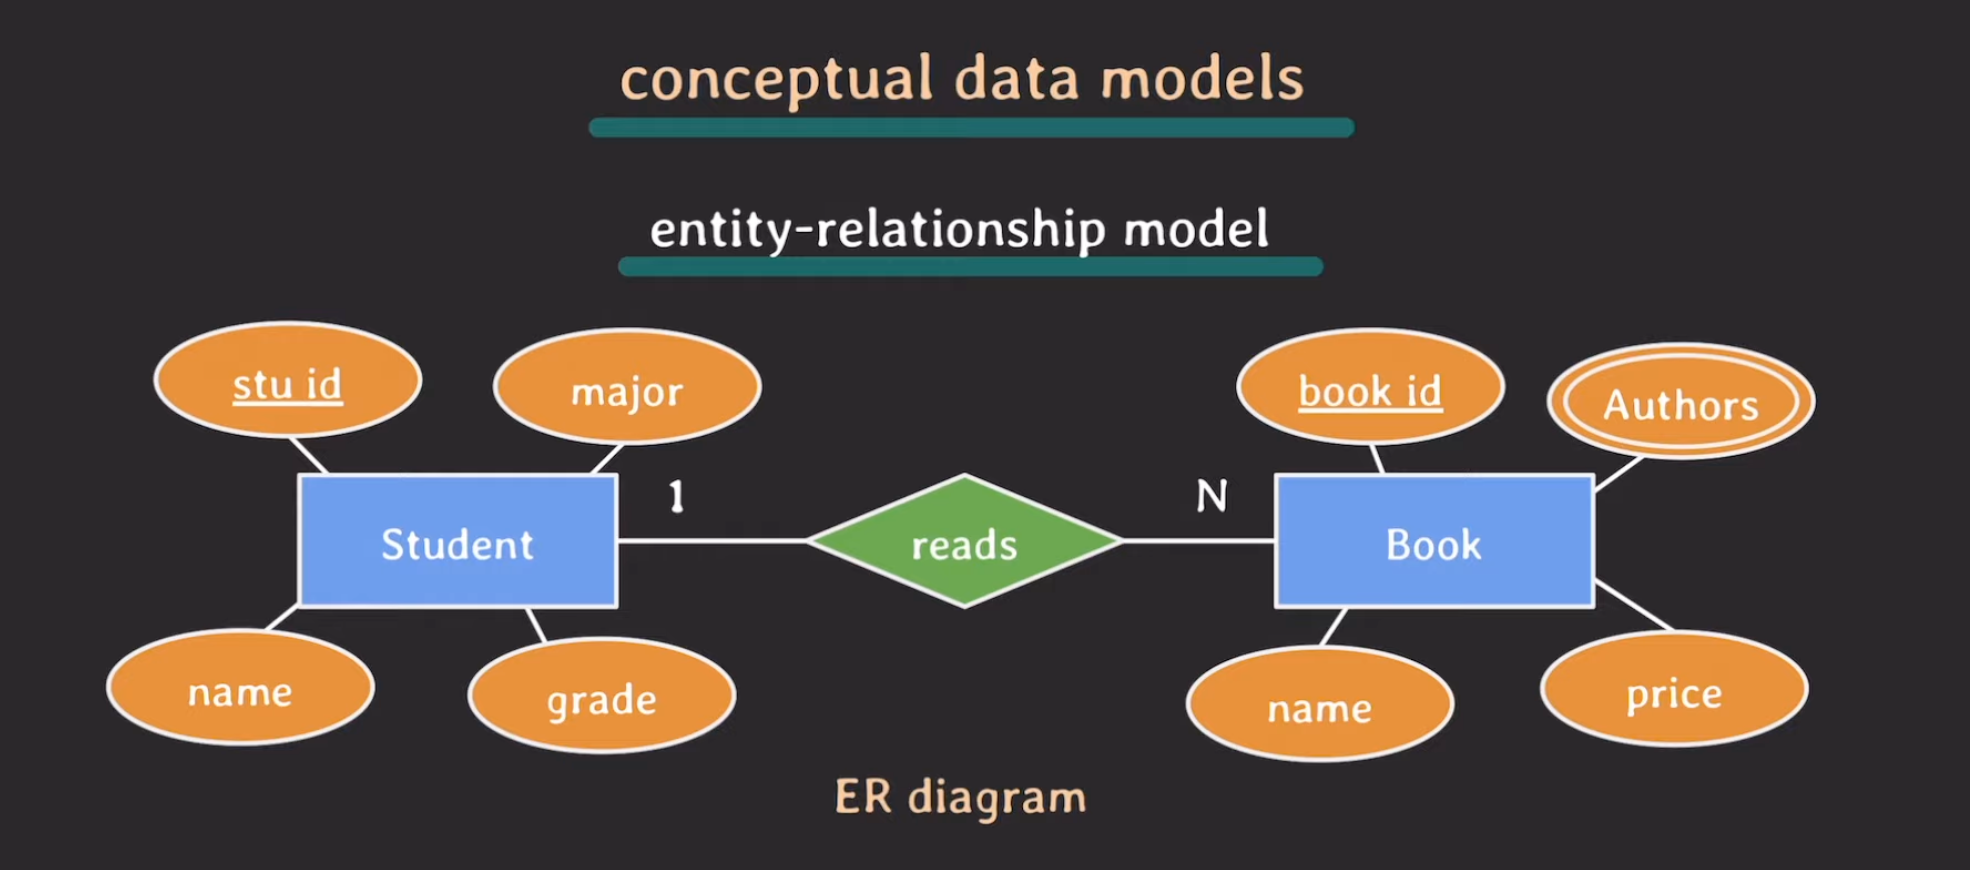 conceptual data models
entity-relationship model
stu id
major
book id
Authors
1
N
Student
reads
Book
name
grade
name
price
ER diagram